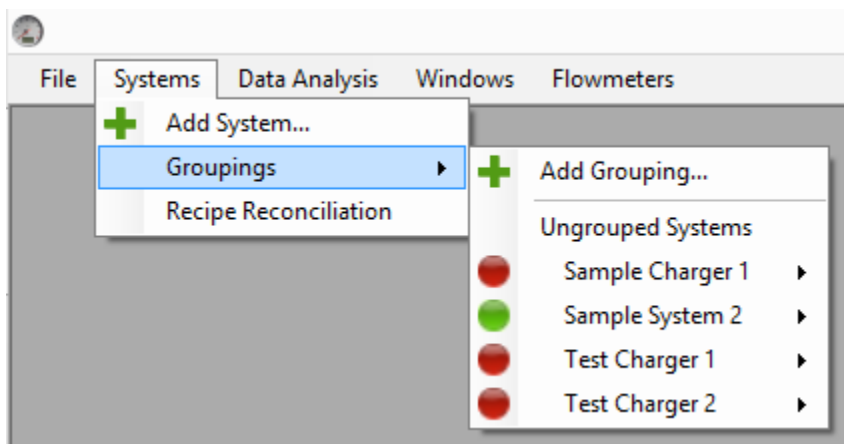 File Systems Data Analysis Windows Flowmeters
Add System...
Groupings
Recipe Reconciliation
Add Grouping...
Ungrouped Systems
Sample Charger 1
Sample System 2
Test Charger 1
Test Charger 2